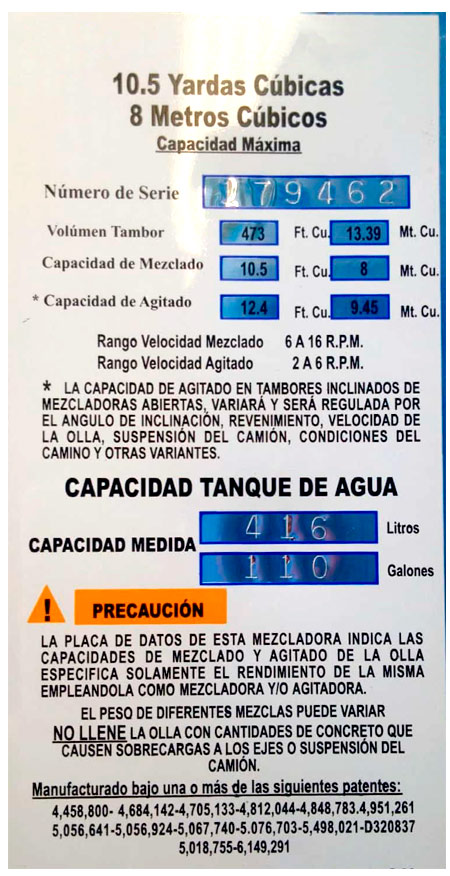 10.5 Yardas Cúbicas
8 Metros Cúbicos
Capacidad Máxima
Número de Serie 179462
Volúmen Tambor 473 Ft. Cu. 13.39 Mt. Cu.
Capacidad de Mezclado 10.5 Ft. Cu. 8 Mt. Cu.
* Capacidad de Agitado 12.4 Ft. Cu. 9.45 Mt. Cu.
Rango Velocidad Mezclado 6 A 16 R.P.M.
Rango Velocidad Agitado 2 A 6 R.P.M.
* LA CAPACIDAD DE AGITADO EN TAMBORES INCLINADOS DE
MEZCLADORAS ABIERTAS, VARIARÁ Y SERÁ REGULADA POR
EL ANGULO DE INCLINACIÓN, REVENIMIENTO, VELOCIDAD DE
LA OLLA, SUSPENSIÓN DEL CAMIÓN, CONDICIONES DEL
CAMINO Y OTRAS VARIANTES.
CAPACIDAD TANQUE DE AGUA
CAPACIDAD MEDIDA
416 Litros
110 Galones
! PRECAUCIÓN
LA PLACA DE DATOS DE ESTA MEZCLADORA INDICA LAS
CAPACIDADES DE MEZCLADO Y AGITADO DE LA OLLA
ESPECIFICA SOLAMENTE EL RENDIMIENTO DE LA MISMA
EMPLEANDOLA COMO MEZCLADORA Y/O AGITADORA.
EL PESO DE DIFERENTES MEZCLAS PUEDE VARIAR
NO LLENE LA OLLA CON CANTIDADES DE CONCRETO QUE
CAUSEN SOBRECARGAS A LOS EJES O SUSPENSIÓN DEL
CAMIÓN.
Manufacturado bajo una o más de las siguientes patentes:
4,458,800- 4,684,142-4,705,133-4,812,044-4,848,783.4,951,261
5,056,641-5,056,924-5,067,740-5.076,703-5,498,021-D320837
5,018,755-6,149,291